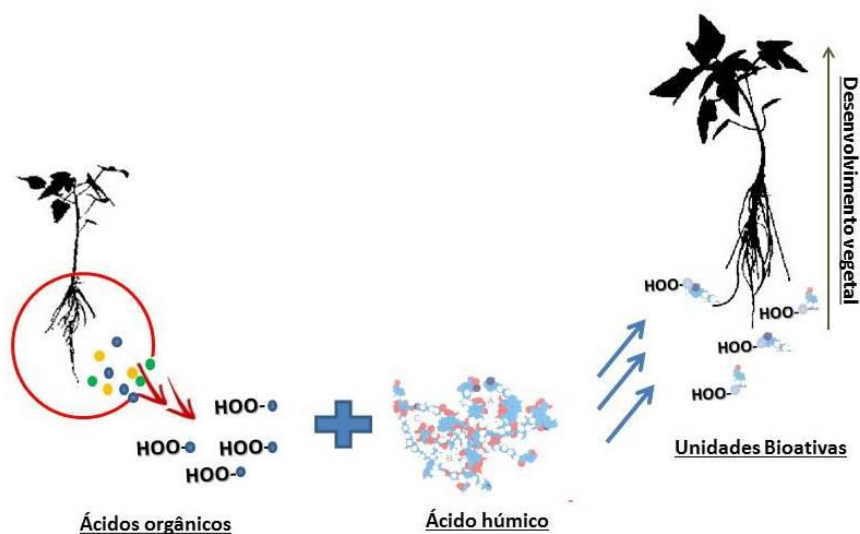 Desenvolvimento vegetal
HOO-
HOO-
HOO-
HOO-
HOO-
HOO-
HOO-
HOO-
Unidades Bioativas
Ácidos orgânicos
Ácido húmico